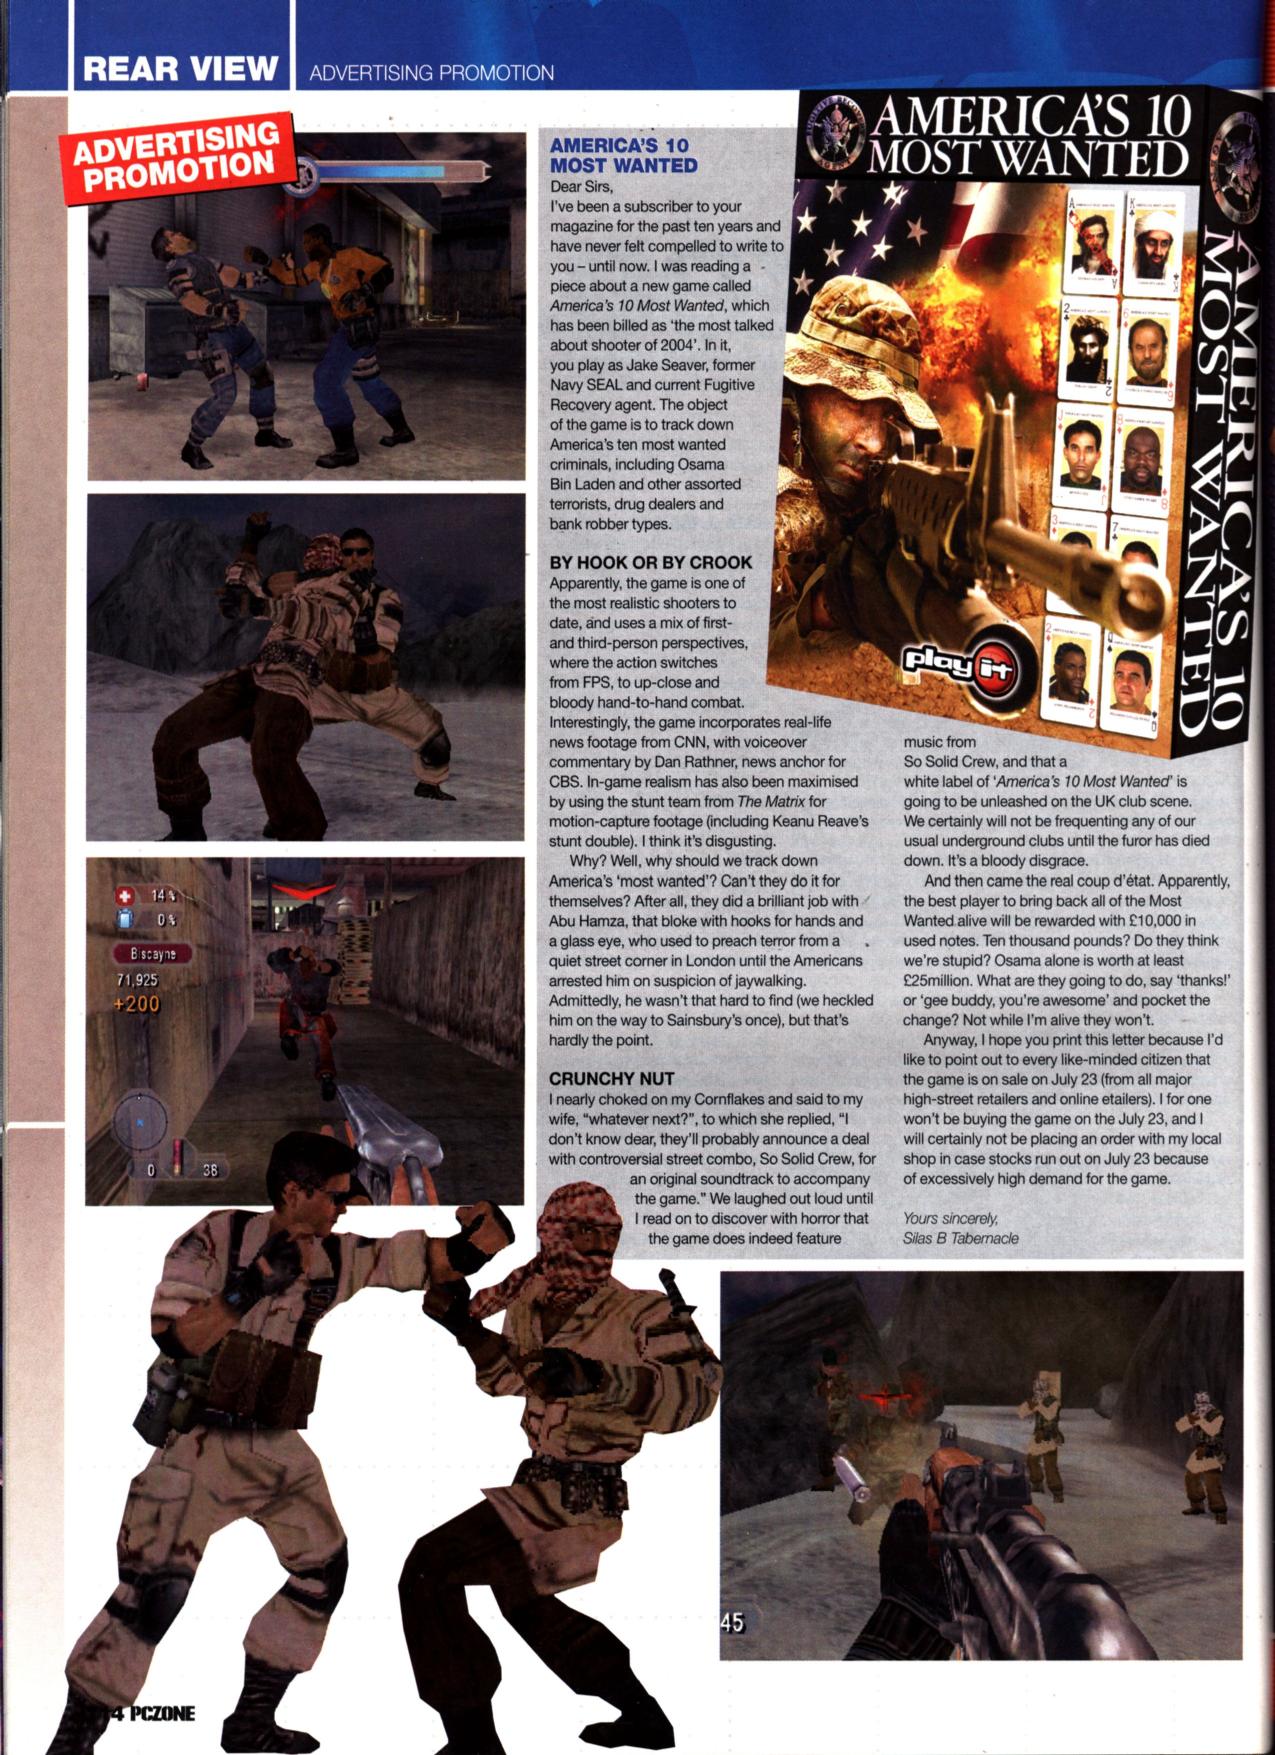 REAR VIEW
ADVERTISING PROMOTION
ADVERTISING
PROMOTION
AMERICA'S 10
MOST WANTED
Dear Sirs,
I've been a subscriber to your
magazine for the past ten years and
have never felt compelled to write to
you – until now. I was reading a
piece about a new game called
America's 10 Most Wanted, which
has been billed as 'the most talked
about shooter of 2004'. In it,
you play as Jake Seaver, former
Navy SEAL and current Fugitive
Recovery agent. The object
of the game is to track down
America's ten most wanted
criminals, including Osama
Bin Laden and other assorted
terrorists, drug dealers and
bank robber types.
BY HOOK OR BY CROOK
Apparently, the game is one of
the most realistic shooters to
date, and uses a mix of first-
and third-person perspectives,
where the action switches
from FPS, to up-close and
bloody hand-to-hand combat.
Interestingly, the game incorporates real-life
news footage from CNN, with voiceover
commentary by Dan Rathner, news anchor for
CBS. In-game realism has also been maximised
by using the stunt team from The Matrix for
motion-capture footage (including Keanu Reave's
stunt double). I think it's disgusting.
Why? Well, why should we track down
America's 'most wanted'? Can't they do it for
themselves? After all, they did a brilliant job with
Abu Hamza, that bloke with hooks for hands and
a glass eye, who used to preach terror from a
quiet street corner in London until the Americans
arrested him on suspicion of jaywalking.
Admittedly, he wasn't that hard to find (we heckled
him on the way to Sainsbury's once), but that's
hardly the point.
CRUNCHY NUT
I nearly choked on my Cornflakes and said to my
wife, "whatever next?", to which she replied, "I
don't know dear, they'll probably announce a deal
with controversial street combo, So Solid Crew, for
an original soundtrack to accompany
the game." We laughed out loud until
I read on to discover with horror that
the game does indeed feature
music from
So Solid Crew, and that a
white label of 'America's 10 Most Wanted' is
going to be unleashed on the UK club scene.
We certainly will not be frequenting any of our
usual underground clubs until the furor has died
down. It's a bloody disgrace.
And then came the real coup d'état. Apparently,
the best player to bring back all of the Most
Wanted alive will be rewarded with £10,000 in
used notes. Ten thousand pounds? Do they think
we're stupid? Osama alone is worth at least
£25million. What are they going to do, say 'thanks!'
or 'gee buddy, you're awesome' and pocket the
change? Not while I'm alive they won't.
Anyway, I hope you print this letter because I'd
like to point out to every like-minded citizen that
the game is on sale on July 23 (from all major
high-street retailers and online etailers). I for one
won't be buying the game on the July 23, and I
will certainly not be placing an order with my local
shop in case stocks run out on July 23 because
of excessively high demand for the game.
Yours sincerely,
Silas B Tabernacle
AMERICA'S 10
MOST WANTED
AMERICA'S 10
MOST WANTED
play it
A
K
2
6
J
8
3
7
2
Q
14%
0%
Biscayne
71,925
+200
0 38
45
4 PCZONE